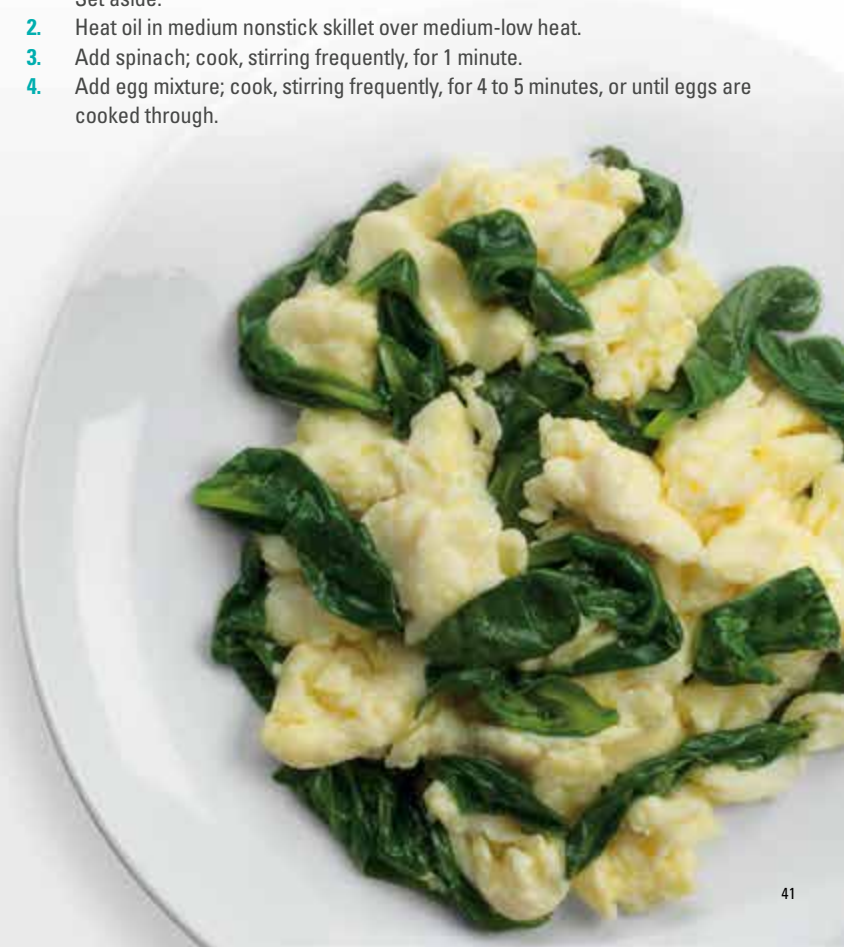 Set aside.
2. Heat oil in medium nonstick skillet over medium-low heat.
3. Add spinach; cook, stirring frequently, for 1 minute.
4. Add egg mixture; cook, stirring frequently, for 4 to 5 minutes, or until eggs are
cooked through.
41